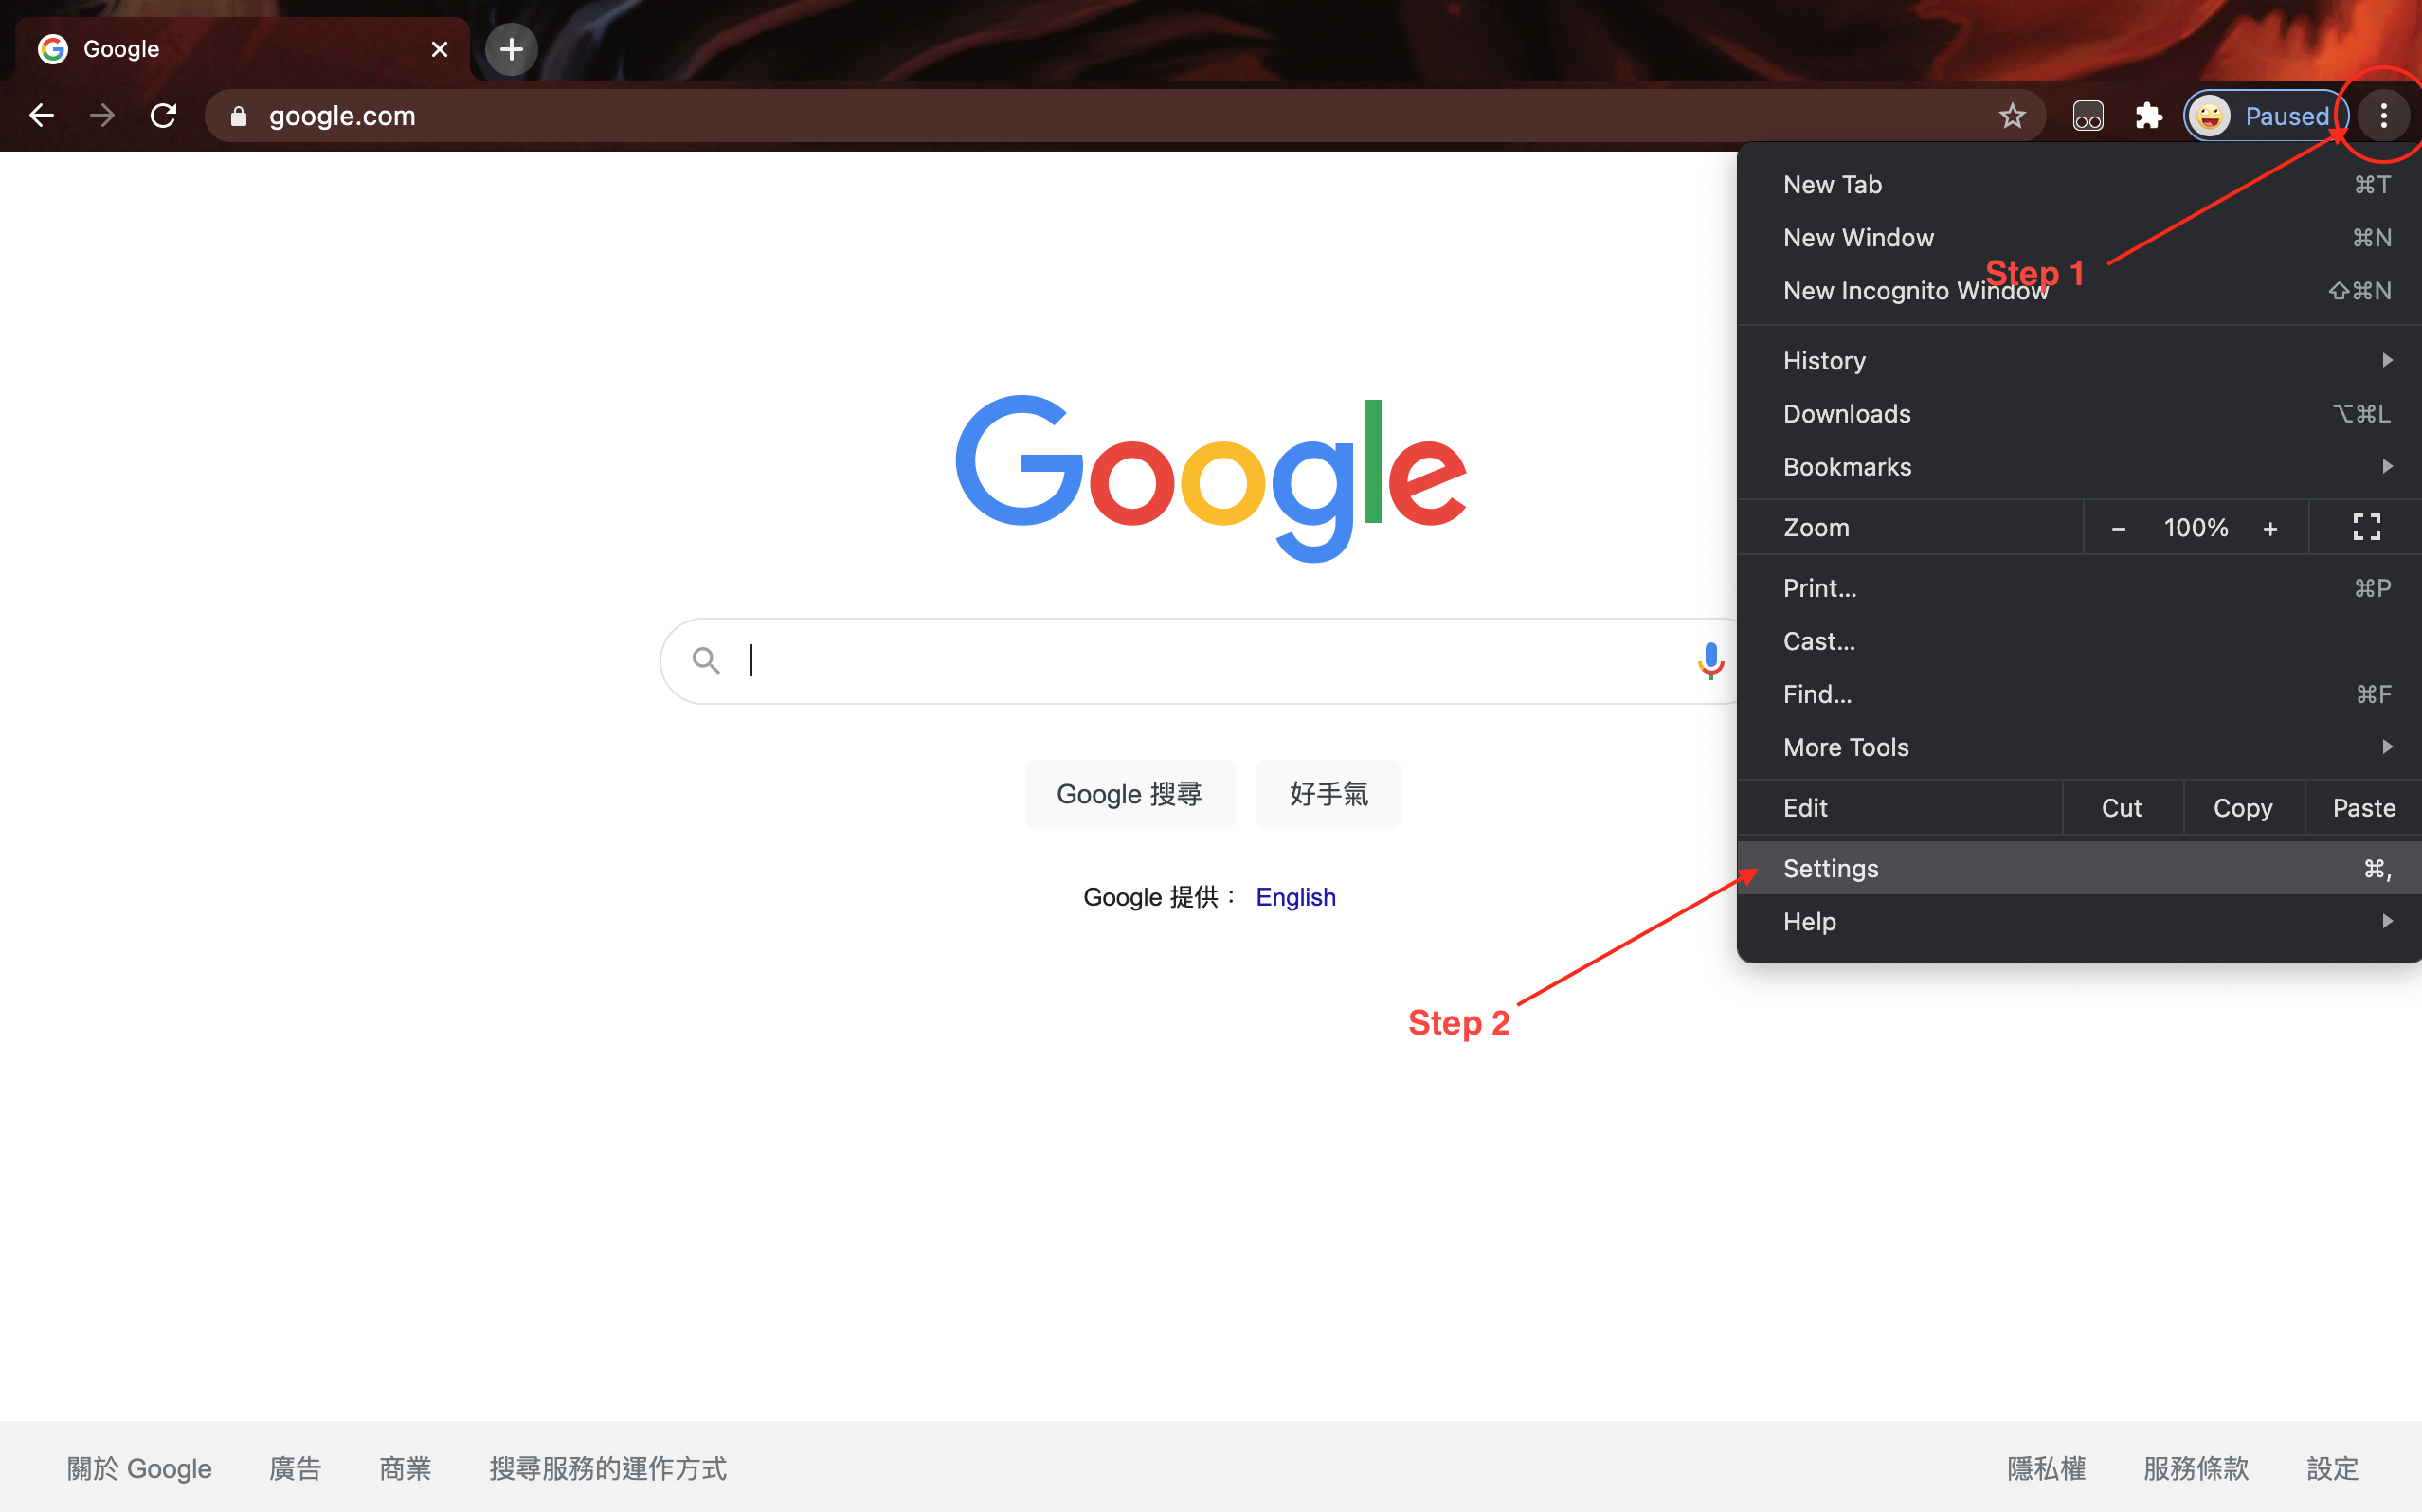 Google
google.com
Paused
New Tab ⌘T
New Window ⌘N
Step 1
New Incognito Window ⇧⌘N
History
Downloads ⌥⌘L
Bookmarks
Zoom − 100% +
Print... ⌘P
Cast...
Find... ⌘F
More Tools
Edit Cut Copy Paste
Settings ⌘,
Help
Step 2
Google
Google 搜尋 好手氣
Google 提供： English
關於 Google 廣告 商業 搜尋服務的運作方式 隱私權 服務條款 設定